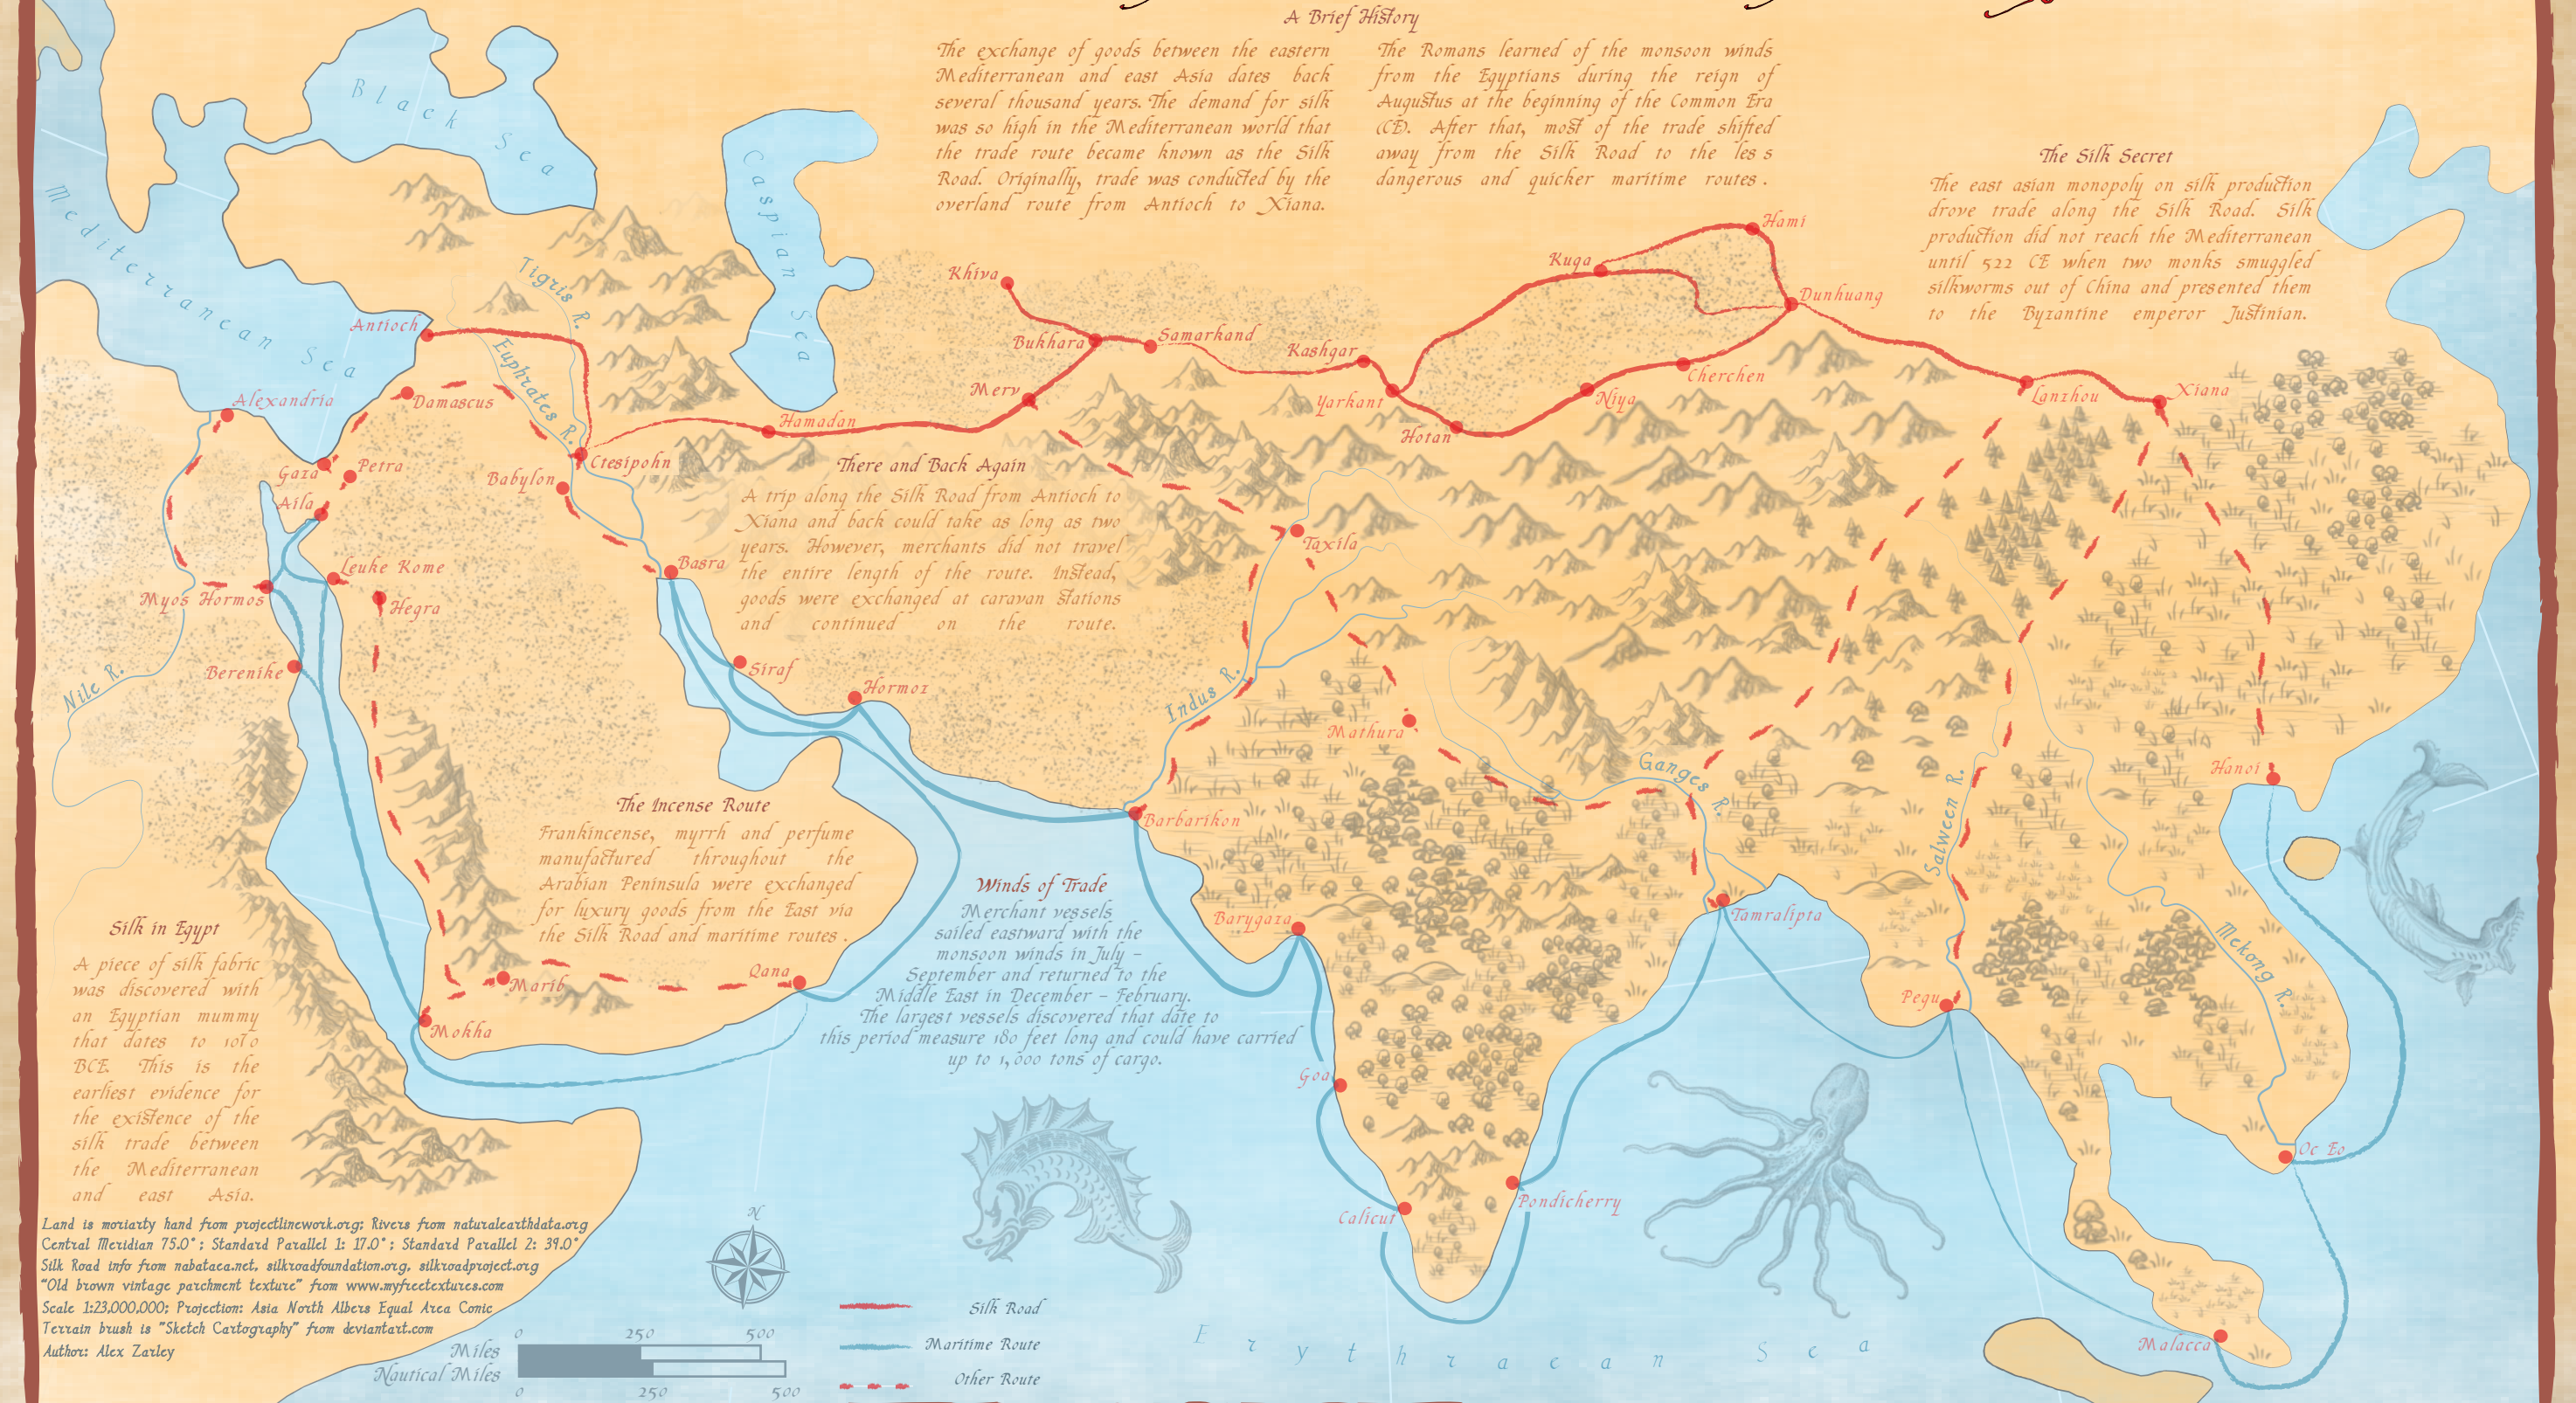 A Brief History
The exchange of goods between the eastern
Mediterranean and east Asia dates back
several thousand years. The demand for silk
was so high in the Mediterranean world that
the trade route became known as the Silk
Road. Originally, trade was conducted by the
overland route from Antioch to Xiana.
The Romans learned of the monsoon winds
from the Egyptians during the reign of
Augustus at the beginning of the Common Era
(CE). After that, most of the trade shifted
away from the Silk Road to the les s
dangerous and quicker maritime routes .
The Silk Secret
The east asian monopoly on silk production
drove trade along the Silk Road. Silk
production did not reach the Mediterranean
until 522 CE when two monks smuggled
silkworms out of China and presented them
to the Byzantine emperor Justinian.
Black Sea
Caspian Sea
Mediterranean Sea
Tigris R.
Euphrates R.
Antioch
Alexandria
Damascus
Gaza
Petra
Aila
Babylon
Ctesipohn
Hamadan
Khiva
Bukhara
Samarkand
Merv
Kashgar
Yarkant
Hotan
Kuqa
Hami
Dunhuang
Cherchen
Niya
Lanzhou
Xiana
There and Back Again
A trip along the Silk Road from Antioch to
Xiana and back could take as long as two
years. However, merchants did not travel
the entire length of the route. Instead,
goods were exchanged at caravan stations
and continued on the route.
Taxila
Basra
Leuke Kome
Myos Hormos
Hegra
Berenike
Nile R.
Siraf
Hormoz
Indus R.
Mathura
Ganges R.
Salween R.
Hanoi
Barbarikon
The Incense Route
Frankincense, myrrh and perfume
manufactured throughout the
Arabian Peninsula were exchanged
for luxury goods from the East via
the Silk Road and maritime routes .
Winds of Trade
Merchant vessels
sailed eastward with the
monsoon winds in July –
September and returned to the
Middle East in December – February.
The largest vessels discovered that date to
this period measure 180 feet long and could have carried
up to 1,000 tons of cargo.
Barygaza
Tamralipta
Mekong R.
Silk in Egypt
A piece of silk fabric
was discovered with
an Egyptian mummy
that dates to 1070
BCE. This is the
earliest evidence for
the existence of the
silk trade between
the Mediterranean
and east Asia.
Marib
Qana
Mokha
Pegu
Goa
Calicut
Pondicherry
Oc Eo
Malacca
Erythraean Sea
Land is moriarty hand from projectlinework.org; Rivers from naturalearthdata.org
Central Meridian 75.0°; Standard Parallel 1: 17.0°; Standard Parallel 2: 39.0°
Silk Road info from nabataea.net, silkroadfoundation.org, silkroadproject.org
"Old brown vintage parchment texture" from www.myfreetextures.com
Scale 1:23,000,000; Projection: Asia North Albers Equal Area Conic
Terrain brush is "Sketch Cartography" from deviantart.com
Author: Alex Zarley
N
0 250 500
Miles
Nautical Miles
0 250 500
Silk Road
Maritime Route
Other Route